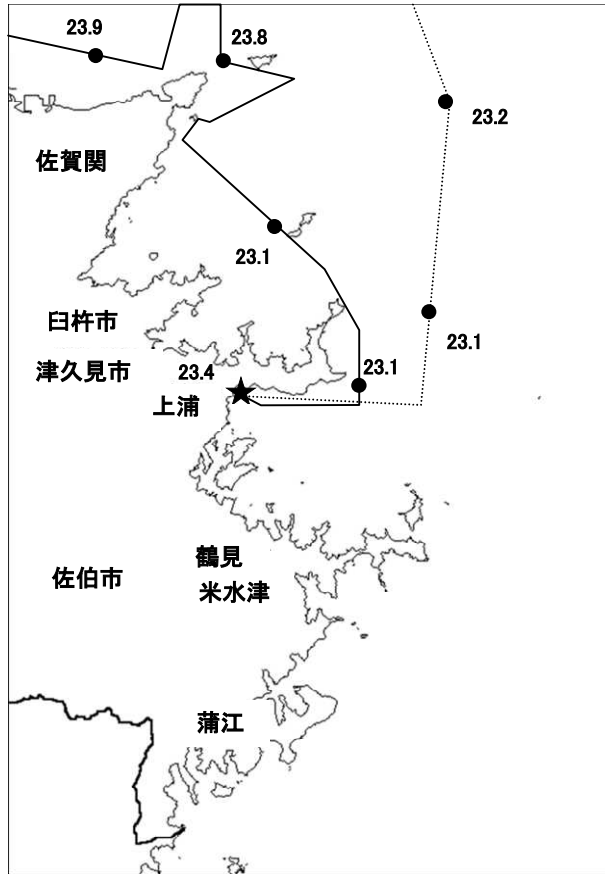 23.9
23.8
23.2
佐賀関
23.1
臼杵市
23.1
津久見市
23.4
23.1
上浦
鶴見
佐伯市
米水津
蒲江